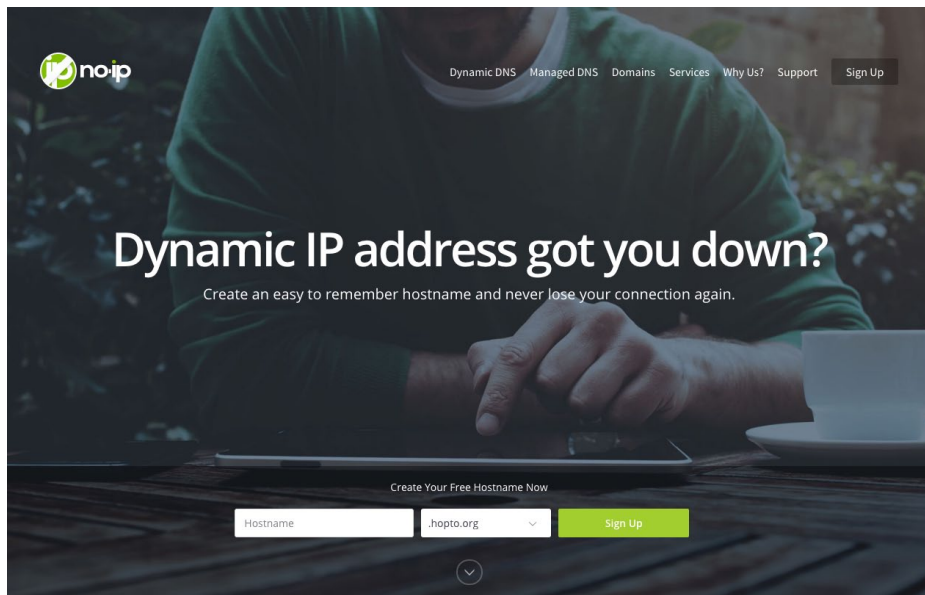 no·ip
Dynamic DNS Managed DNS Domains Services Why Us? Support Sign Up
Dynamic IP address got you down?
Create an easy to remember hostname and never lose your connection again.
Create Your Free Hostname Now
Hostname .hopto.org Sign Up